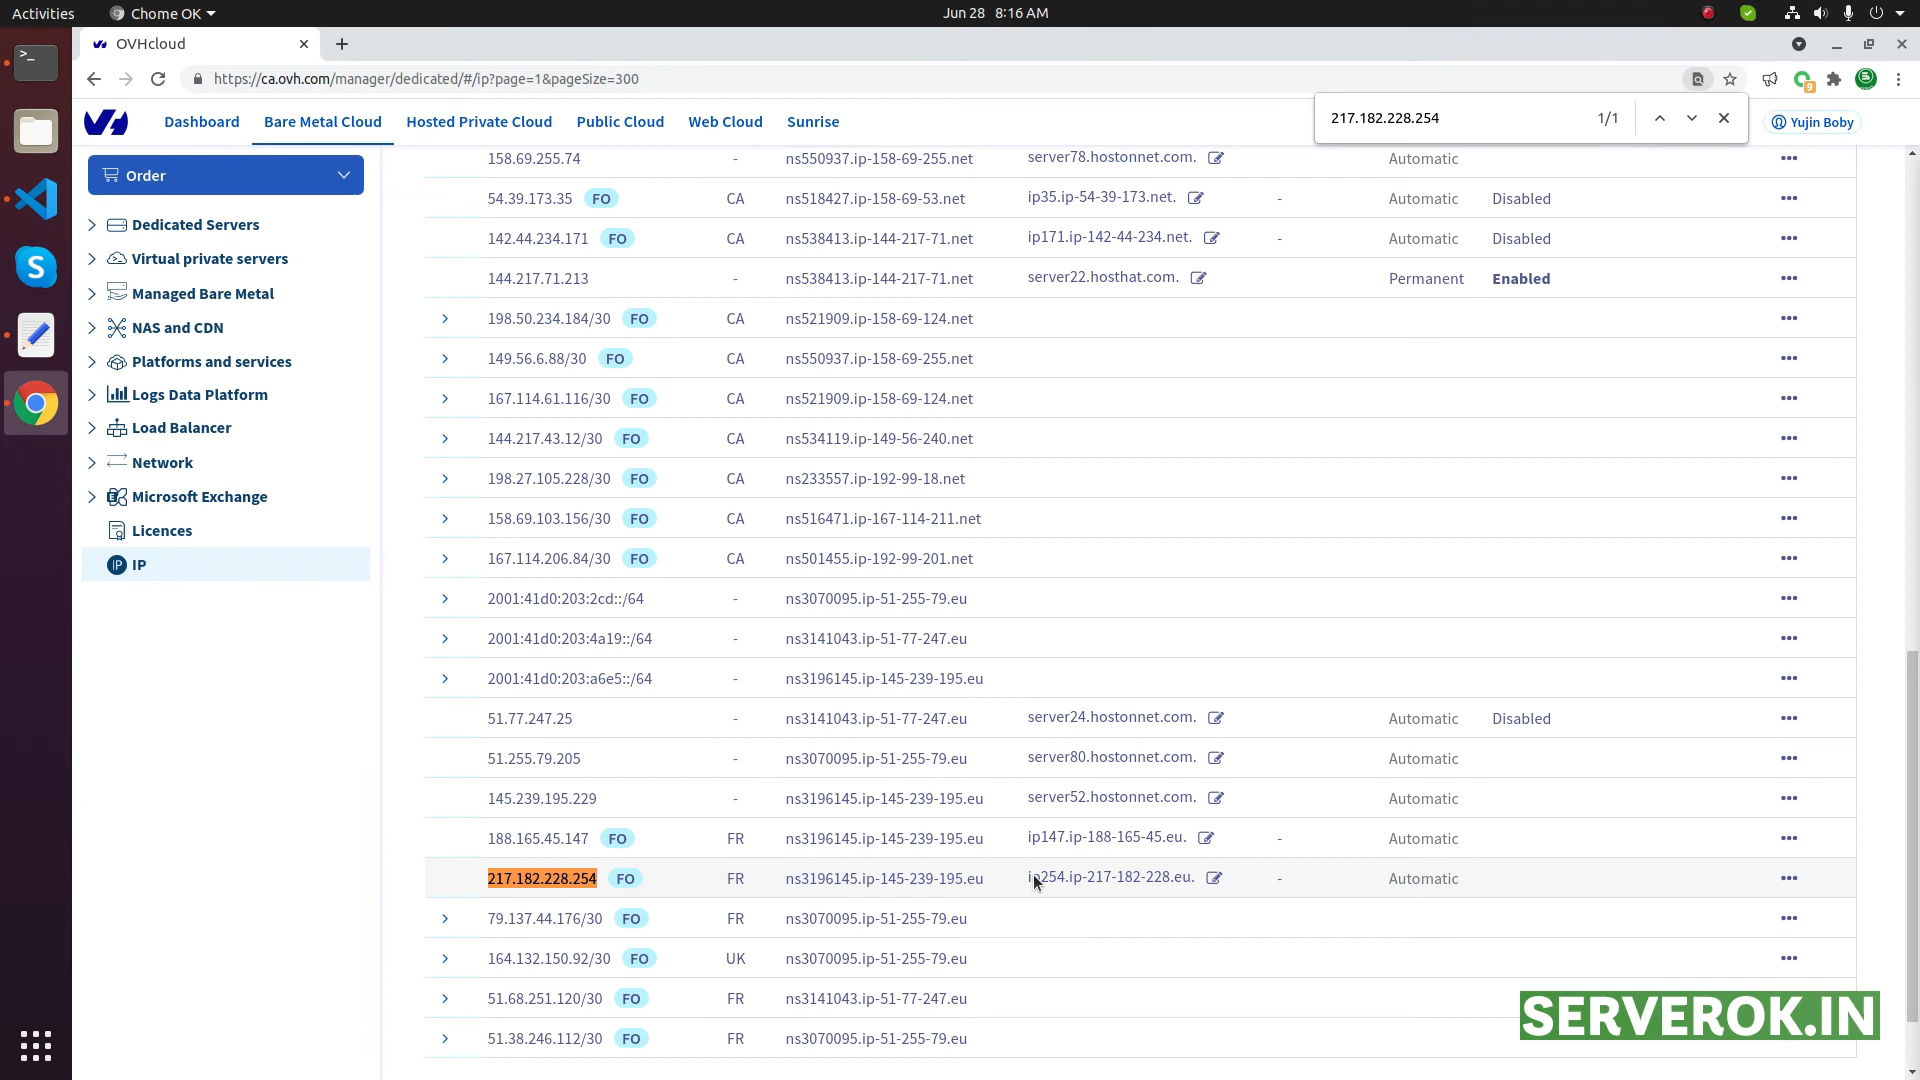 Activities Chome OK Jun 28 8:16 AM
OVHcloud
https://ca.ovh.com/manager/dedicated/#/ip?page=1&pageSize=300
9
217.182.228.254 1/1
Dashboard Bare Metal Cloud Hosted Private Cloud Public Cloud Web Cloud Sunrise Yujin Boby
Order
Dedicated Servers
Virtual private servers
Managed Bare Metal
NAS and CDN
Platforms and services
Logs Data Platform
Load Balancer
Network
Microsoft Exchange
Licences
IP IP
158.69.255.74 - ns550937.ip-158-69-255.net server78.hostonnet.com. Automatic
54.39.173.35 FO CA ns518427.ip-158-69-53.net ip35.ip-54-39-173.net. - Automatic Disabled
142.44.234.171 FO CA ns538413.ip-144-217-71.net ip171.ip-142-44-234.net. - Automatic Disabled
144.217.71.213 - ns538413.ip-144-217-71.net server22.hosthat.com. Permanent Enabled
198.50.234.184/30 FO CA ns521909.ip-158-69-124.net
149.56.6.88/30 FO CA ns550937.ip-158-69-255.net
167.114.61.116/30 FO CA ns521909.ip-158-69-124.net
144.217.43.12/30 FO CA ns534119.ip-149-56-240.net
198.27.105.228/30 FO CA ns233557.ip-192-99-18.net
158.69.103.156/30 FO CA ns516471.ip-167-114-211.net
167.114.206.84/30 FO CA ns501455.ip-192-99-201.net
2001:41d0:203:2cd::/64 - ns3070095.ip-51-255-79.eu
2001:41d0:203:4a19::/64 - ns3141043.ip-51-77-247.eu
2001:41d0:203:a6e5::/64 - ns3196145.ip-145-239-195.eu
51.77.247.25 - ns3141043.ip-51-77-247.eu server24.hostonnet.com. Automatic Disabled
51.255.79.205 - ns3070095.ip-51-255-79.eu server80.hostonnet.com. Automatic
145.239.195.229 - ns3196145.ip-145-239-195.eu server52.hostonnet.com. Automatic
188.165.45.147 FO FR ns3196145.ip-145-239-195.eu ip147.ip-188-165-45.eu. - Automatic
217.182.228.254 FO FR ns3196145.ip-145-239-195.eu ip254.ip-217-182-228.eu. - Automatic
79.137.44.176/30 FO FR ns3070095.ip-51-255-79.eu
164.132.150.92/30 FO UK ns3070095.ip-51-255-79.eu
51.68.251.120/30 FO FR ns3141043.ip-51-77-247.eu
51.38.246.112/30 FO FR ns3070095.ip-51-255-79.eu
SERVEROK.IN